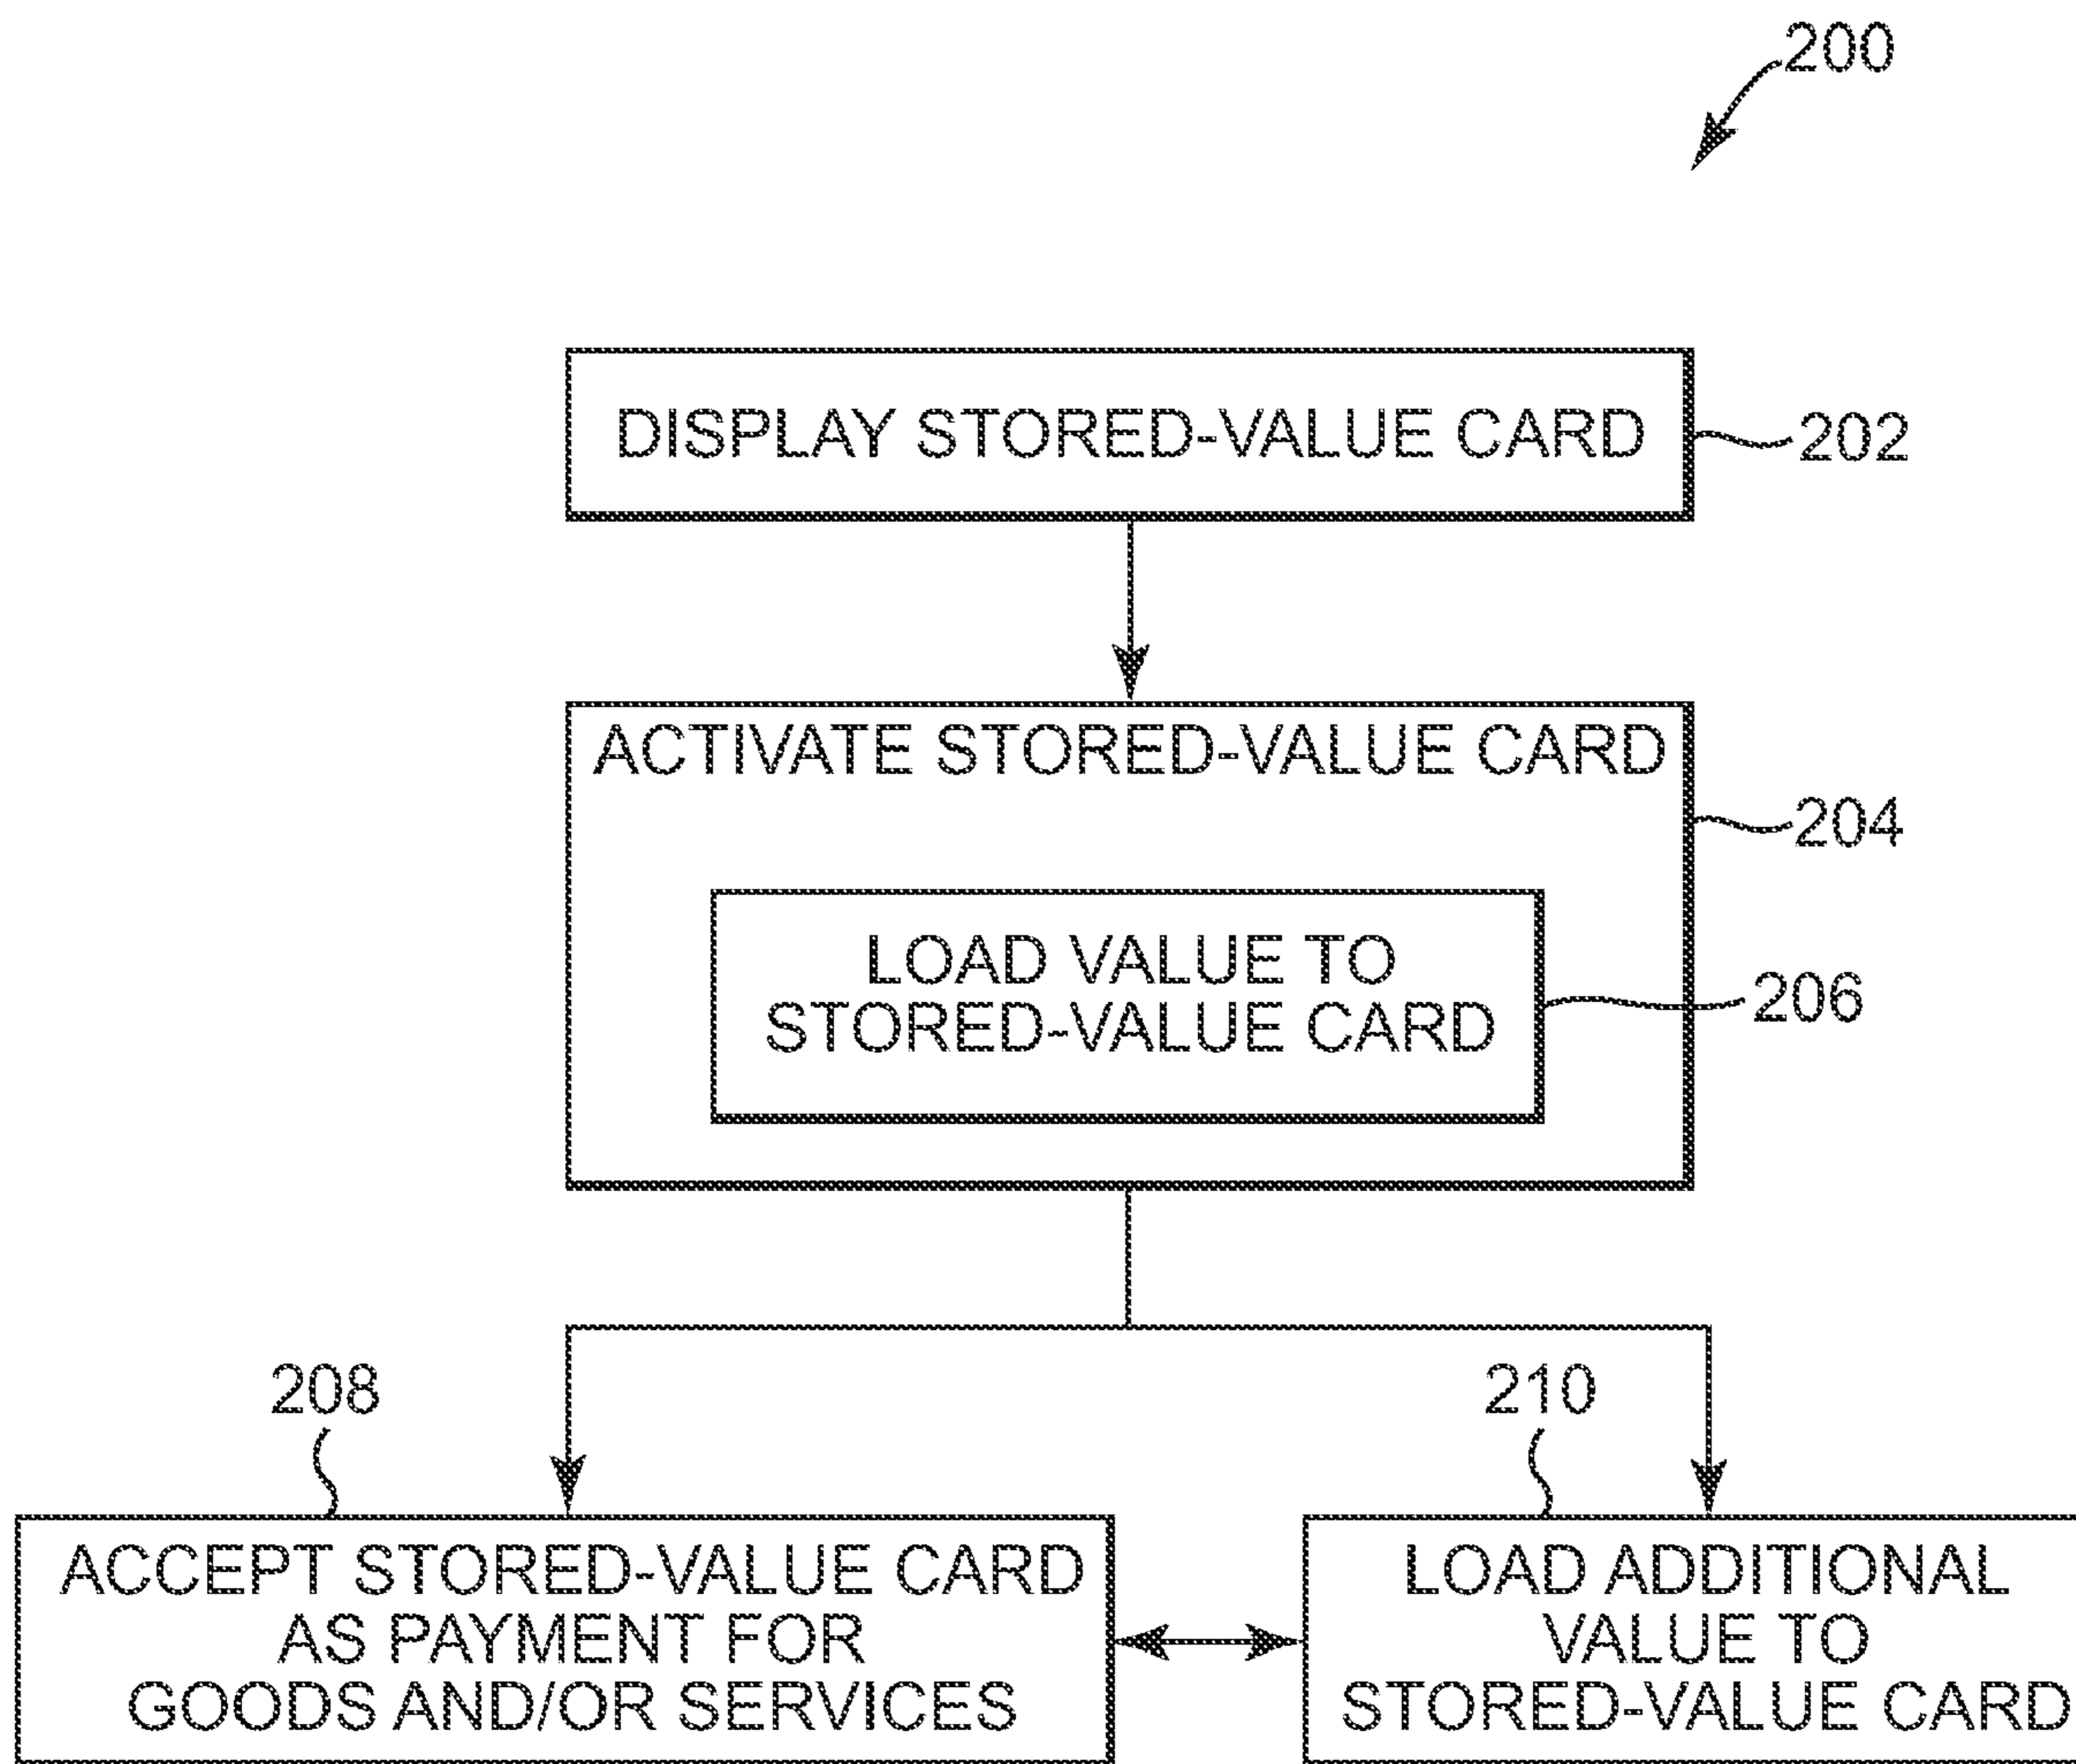 200
DISPLAY STORED-VALUE CARD
202
ACTIVATE STORED-VALUE CARD
204
LOAD VALUE TO
STORED-VALUE CARD
206
208
210
ACCEPT STORED-VALUE CARD
AS PAYMENT FOR
GOODS AND/OR SERVICES
LOAD ADDITIONAL
VALUE TO
STORED-VALUE CARD